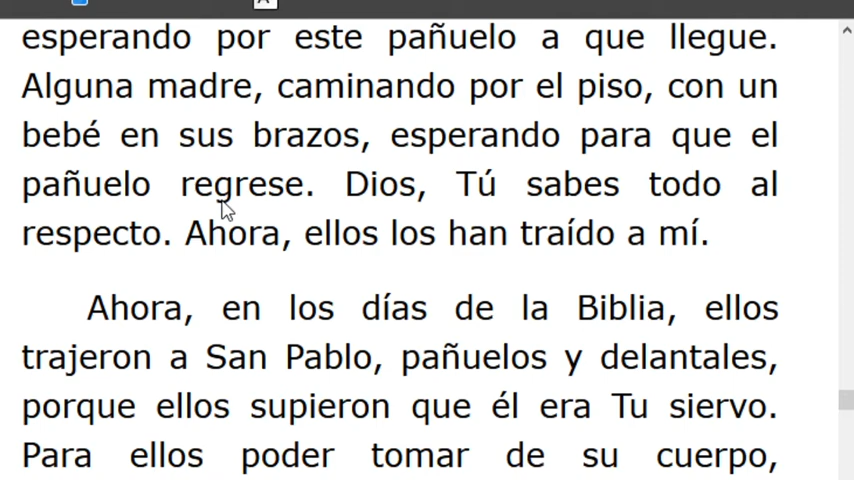 esperando por este pañuelo a que llegue.
Alguna madre, caminando por el piso, con un
bebé en sus brazos, esperando para que el
pañuelo regrese. Dios, Tú sabes todo al
respecto. Ahora, ellos los han traído a mí.
Ahora, en los días de la Biblia, ellos
trajeron a San Pablo, pañuelos y delantales,
porque ellos supieron que él era Tu siervo.
Para ellos poder tomar de su cuerpo,